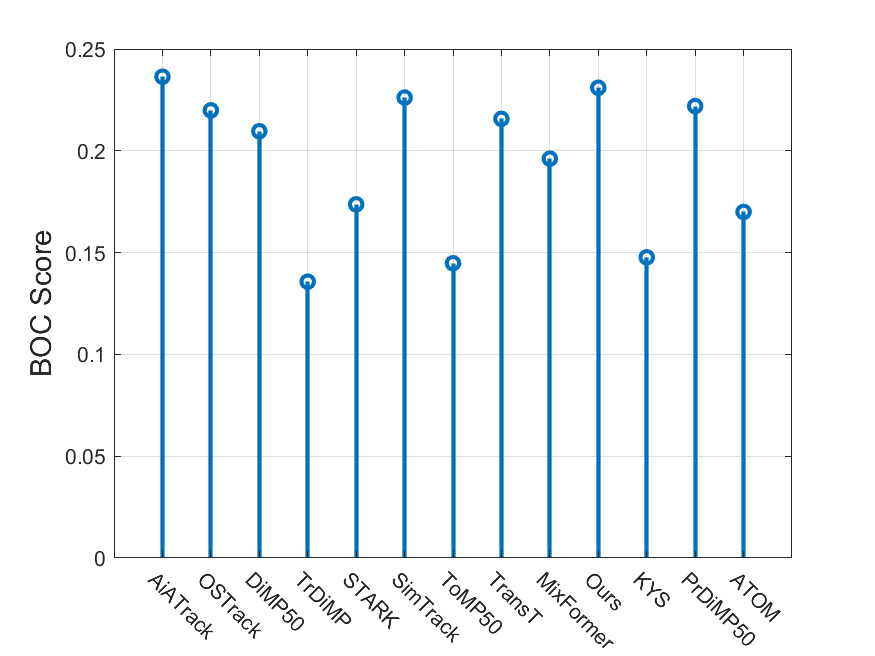 0.25
0.2
0.15
0.1
0.05
0
BOC Score
AiATrack
OSTrack
DiMP50
TrDiMP
STARK
SimTrack
ToMP50
TransT
MixFormer
Ours
KYS
PrDiMP50
ATOM